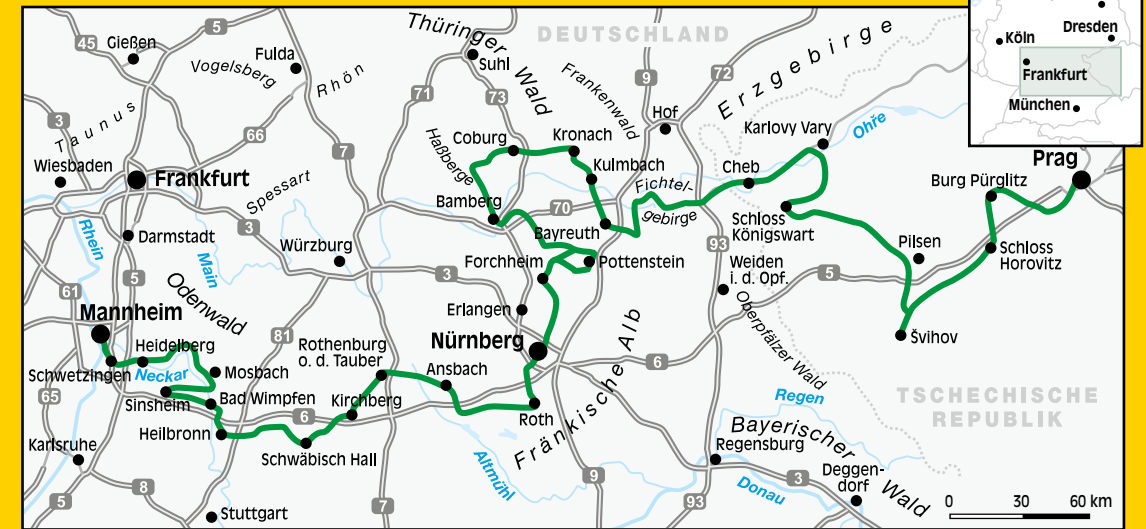 Thüringer
Wald
DEUTSCHLAND
Dresden
Köln
Frankfurt
München
45
5
Gießen
Fulda
Vogelsberg
Rhön
Suhl
9
72
Erzgebirge
71
73
Frankenwald
Hof
Taunus
3
66
7
Haßberge
Coburg
Kronach
Karlovy Vary
Ohře
Wiesbaden
Frankfurt
Spessart
Kulmbach
Cheb
Burg Pürglitz
Prag
Fichtel-
gebirge
Bamberg
70
Bayreuth
Schloss
Königswart
Rhein
Darmstadt
3
Main
Würzburg
93
Pilsen
Schloss
Horovitz
Forchheim
Pottenstein
Weiden
i. d. Opf.
5
3
5
61
Odenwald
Mannheim
Erlangen
81
Oberpfälzer Wald
Heidelberg
Rothenburg
o. d. Tauber
Nürnberg
Švihov
Schwetzingen
Neckar
Mosbach
Ansbach
6
Fränkische Alb
65
Sinsheim
Bad Wimpfen
Kirchberg
6
Roth
Regen
TSCHECHISCHE
REPUBLIK
Karlsruhe
Heilbronn
Schwäbisch Hall
Altmühl
Regensburg
Bayerischer
Wald
8
5
7
9
93
Donau
3
Deggen-
dorf
Stuttgart
0 30 60 km